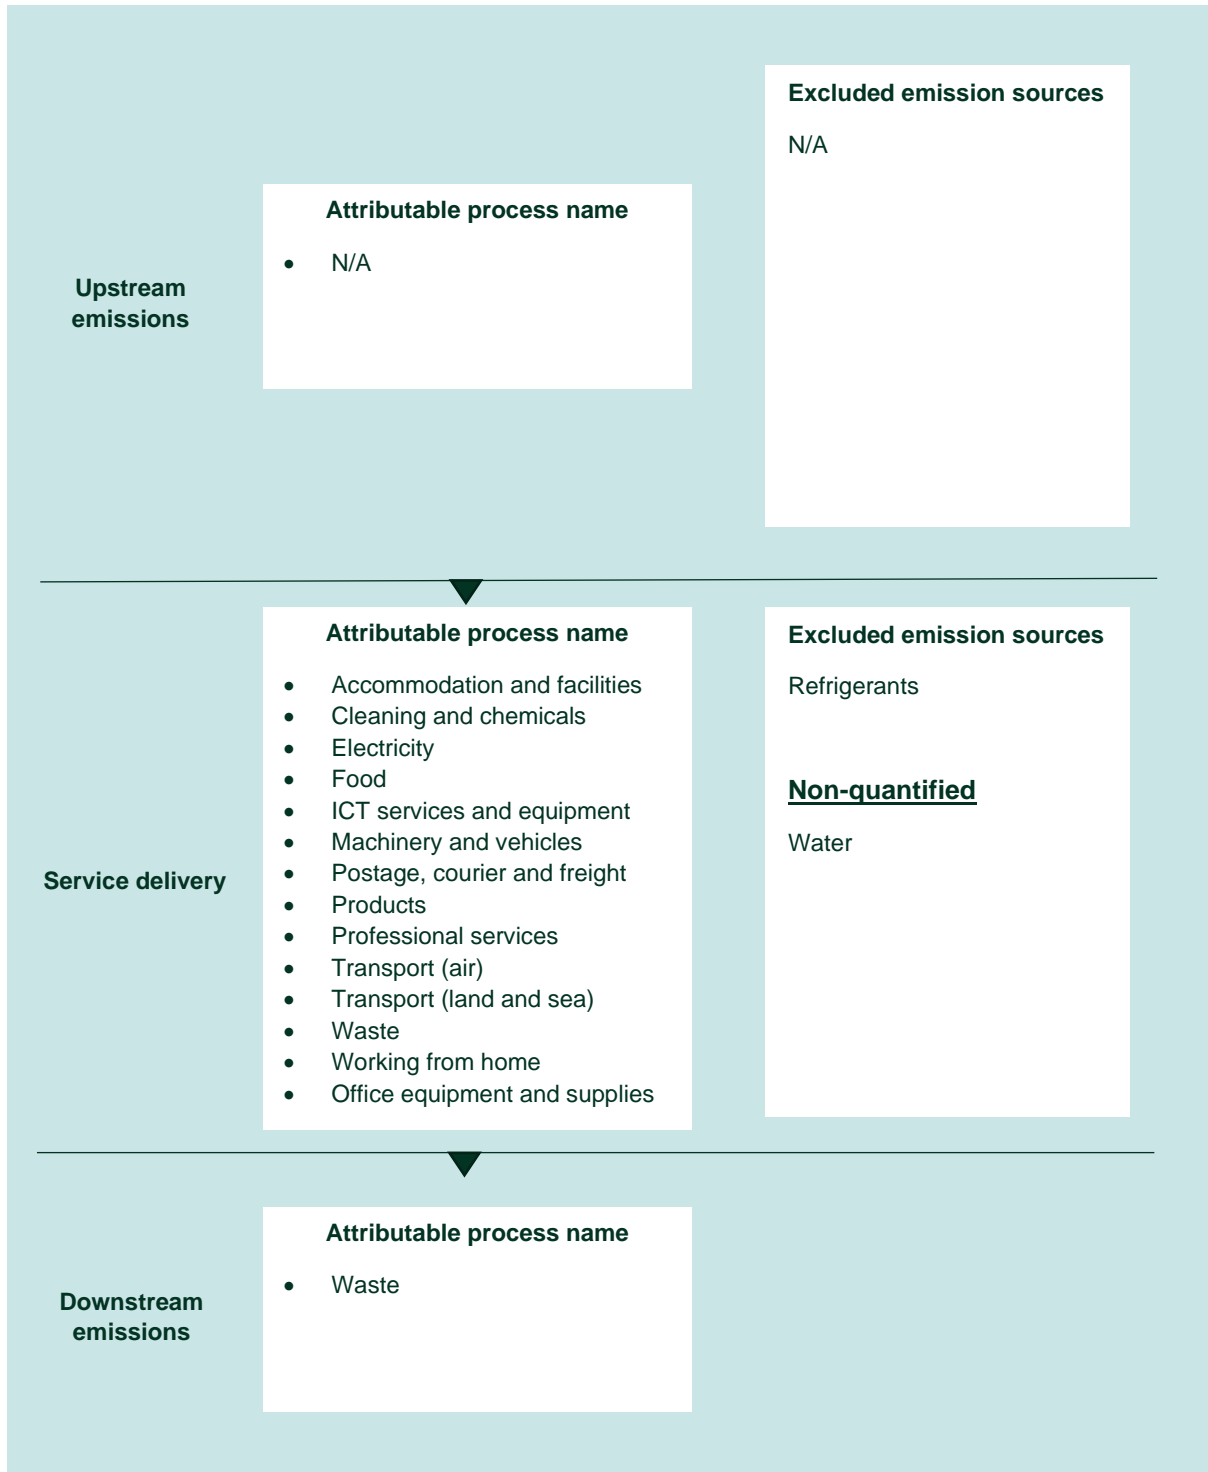 Excluded emission sources
N/A
Attributable process name
• N/A
Upstream
emissions
Attributable process name
• Accommodation and facilities
• Cleaning and chemicals
• Electricity
• Food
• ICT services and equipment
• Machinery and vehicles
• Postage, courier and freight
• Products
• Professional services
• Transport (air)
• Transport (land and sea)
• Waste
• Working from home
• Office equipment and supplies
Excluded emission sources
Refrigerants
Non-quantified
Water
Service delivery
Attributable process name
• Waste
Downstream
emissions